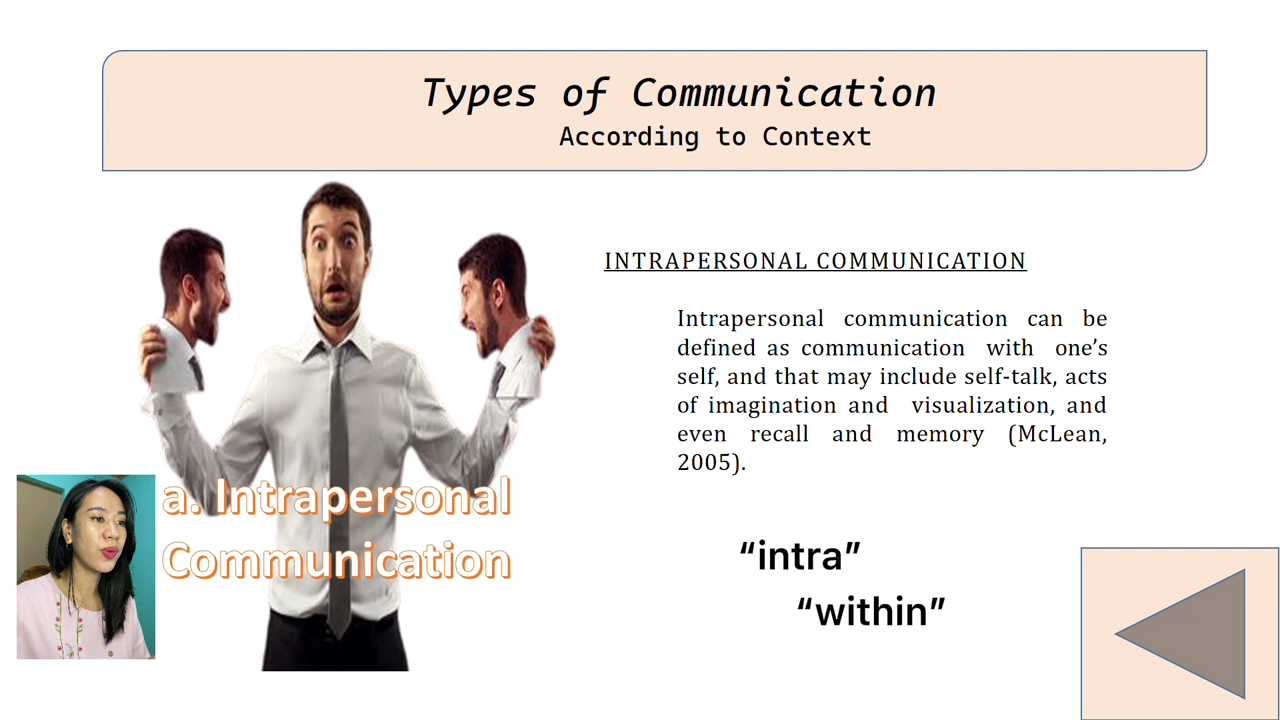 Types of Communication
According to Context
INTRAPERSONAL COMMUNICATION
Intrapersonal communication can be
defined as communication with one’s
self, and that may include self-talk, acts
of imagination and visualization, and
even recall and memory (McLean,
2005).
a. Intrapersonal
Communication
“intra”
“within”